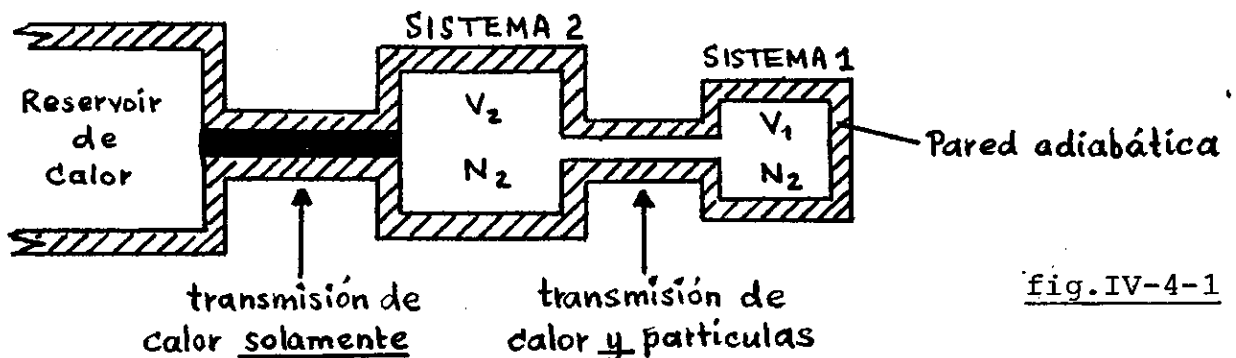 SISTEMA 2
SISTEMA 1
Reservoir
de
Calor
V₂
N₂
V₁
N₂
Pared adiabática
transmisión de
calor solamente
transmisión de
calor y partículas
fig.IV-4-1